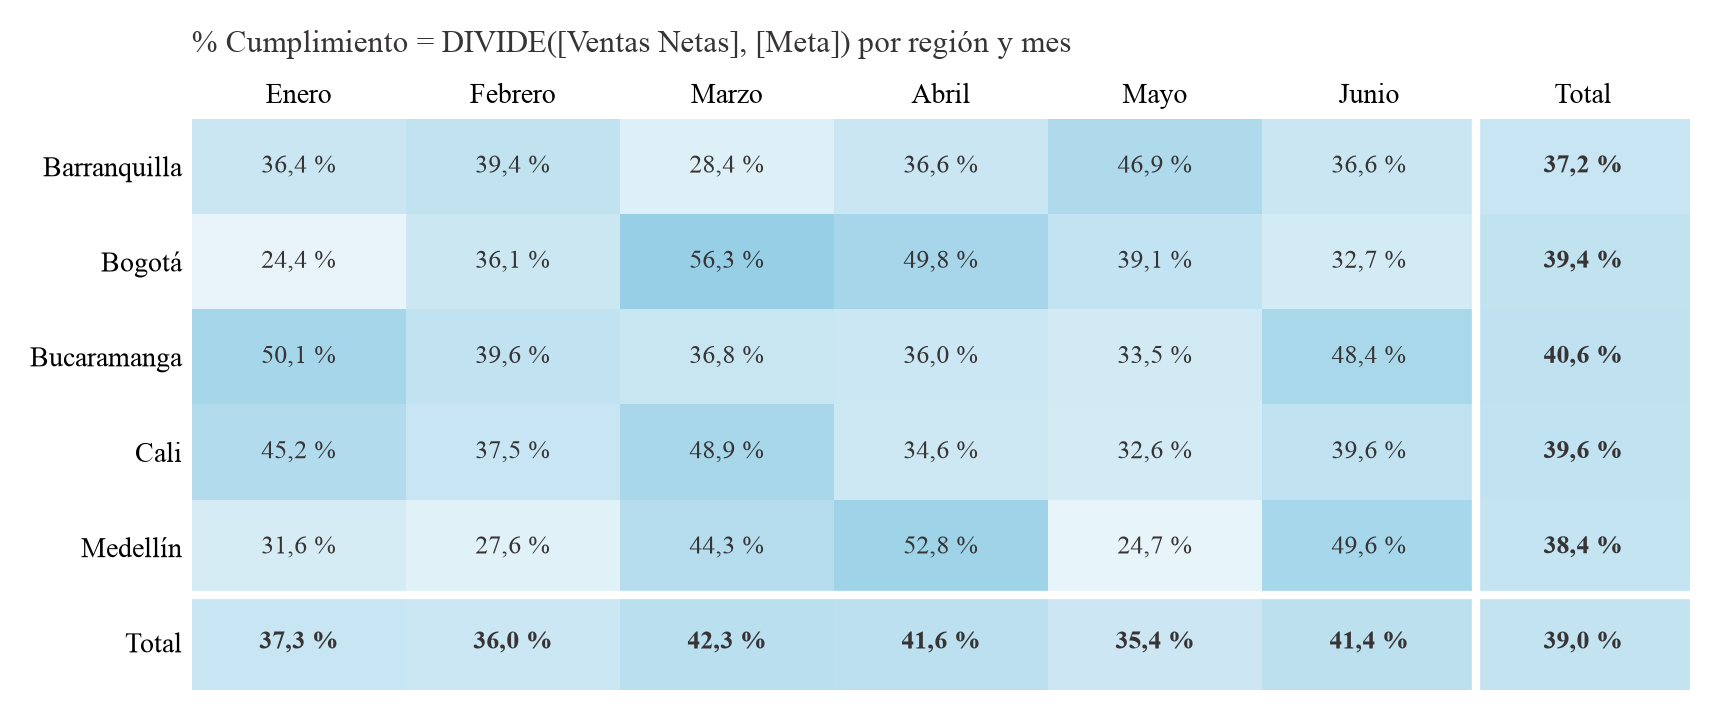 % Cumplimiento = DIVIDE([Ventas Netas], [Meta]) por región y mes
Enero Febrero Marzo Abril Mayo Junio Total
Barranquilla 36,4 % 39,4 % 28,4 % 36,6 % 46,9 % 36,6 % 37,2 %
Bogotá 24,4 % 36,1 % 56,3 % 49,8 % 39,1 % 32,7 % 39,4 %
Bucaramanga 50,1 % 39,6 % 36,8 % 36,0 % 33,5 % 48,4 % 40,6 %
Cali 45,2 % 37,5 % 48,9 % 34,6 % 32,6 % 39,6 % 39,6 %
Medellín 31,6 % 27,6 % 44,3 % 52,8 % 24,7 % 49,6 % 38,4 %
Total 37,3 % 36,0 % 42,3 % 41,6 % 35,4 % 41,4 % 39,0 %